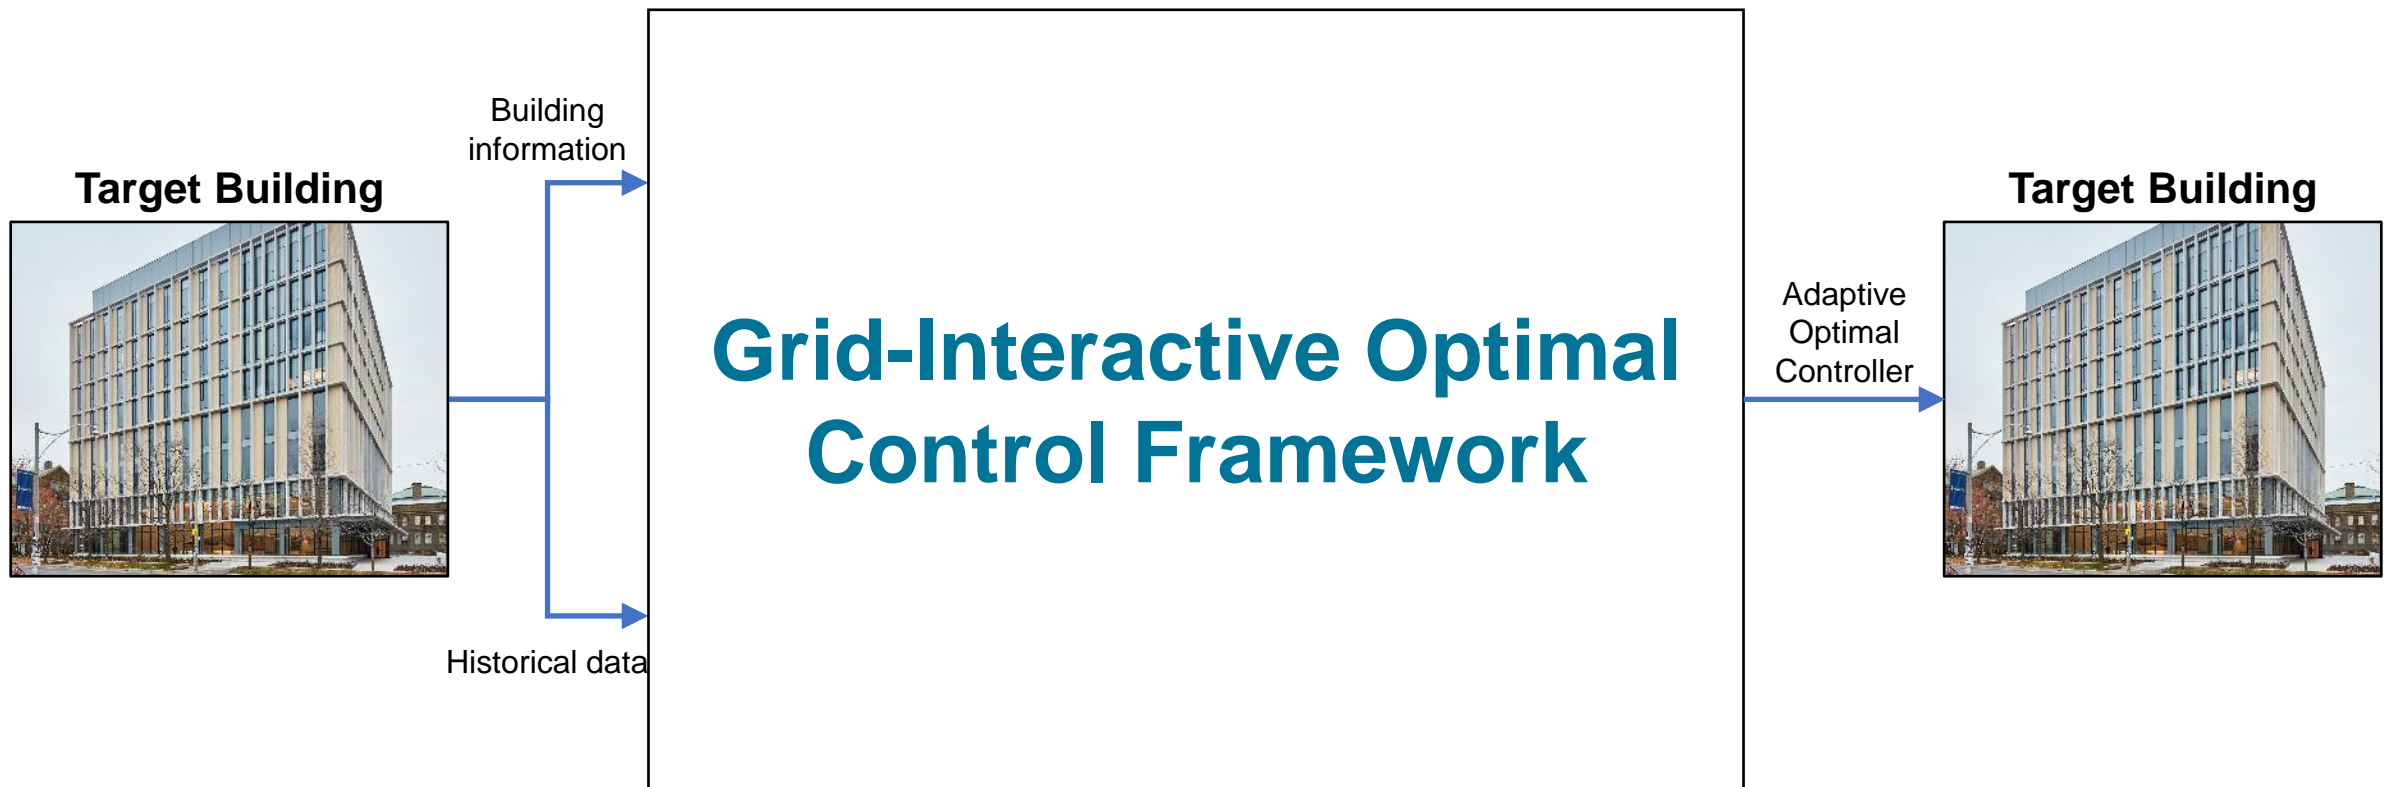 Building
information
Target Building
Historical data
Grid-Interactive Optimal
Control Framework
Adaptive
Optimal
Controller
Target Building